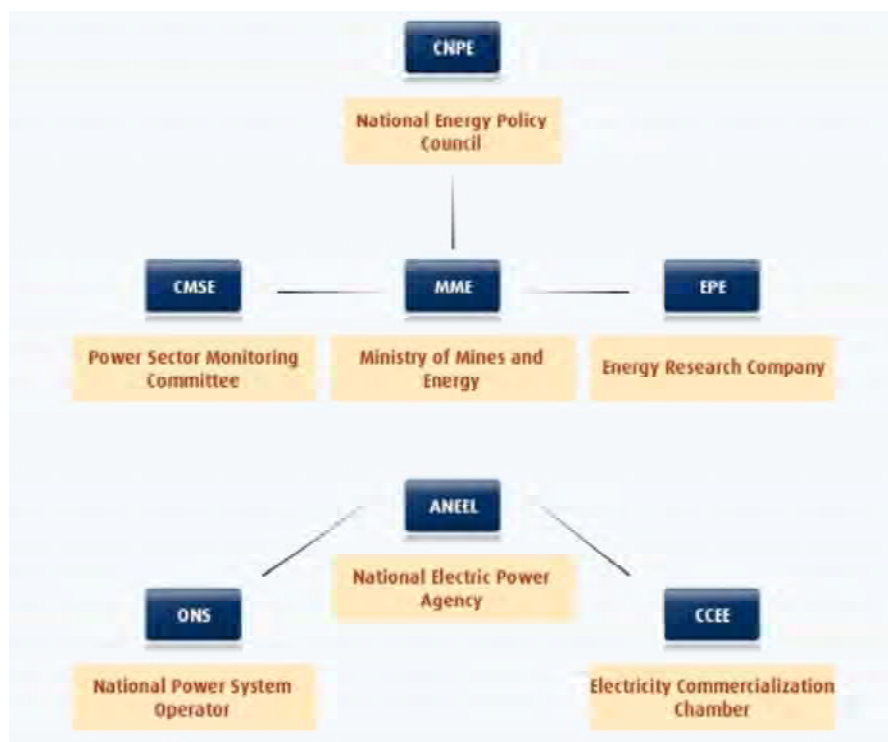 CNPE
National Energy Policy
Council
CMSE
MME
EPE
Power Sector Monitoring
Committee
Ministry of Mines and
Energy
Energy Research Company
ANEEL
National Electric Power
Agency
ONS
CCEE
National Power System
Operator
Electricity Commercialization
Chamber